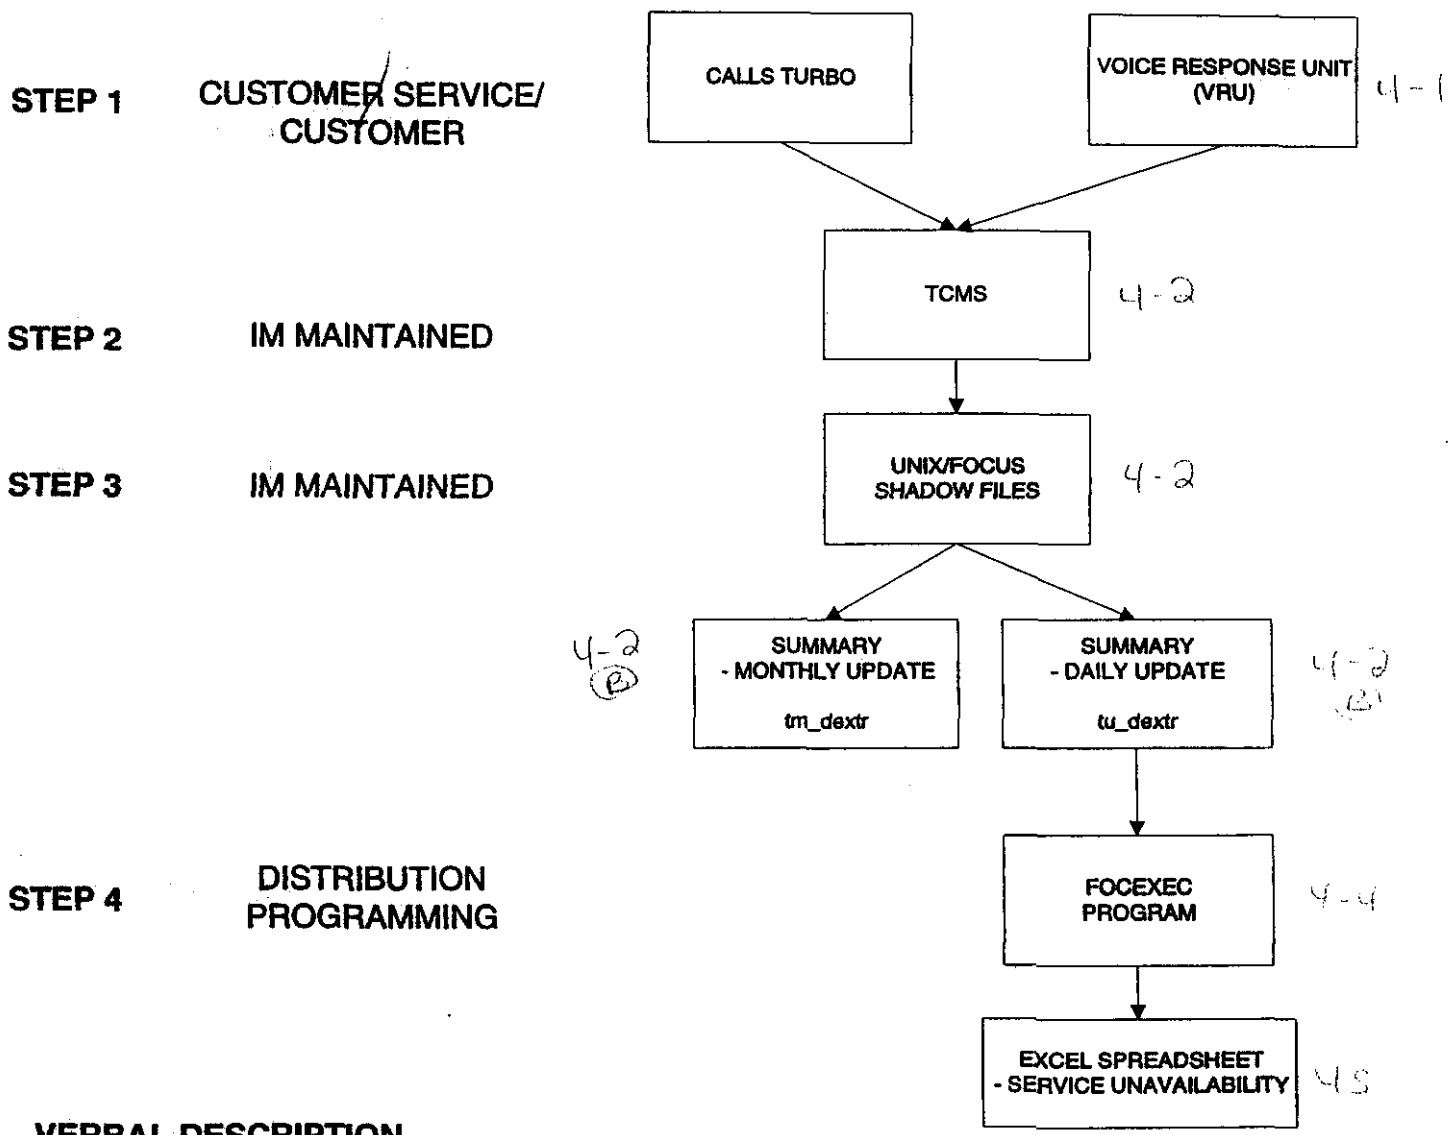 STEP 1
CUSTOMER SERVICE/
CUSTOMER
CALLS TURBO
VOICE RESPONSE UNIT
(VRU)
4-1
TCMS
4-2
STEP 2
IM MAINTAINED
UNIX/FOCUS
SHADOW FILES
4-2
STEP 3
IM MAINTAINED
4-2
B
SUMMARY
- MONTHLY UPDATE
tm_dextr
SUMMARY
- DAILY UPDATE
tu_dextr
4-2
B
STEP 4
DISTRIBUTION
PROGRAMMING
FOCEXEC
PROGRAM
4-4
EXCEL SPREADSHEET
- SERVICE UNAVAILABILITY
VERBAL DESCRIPTION